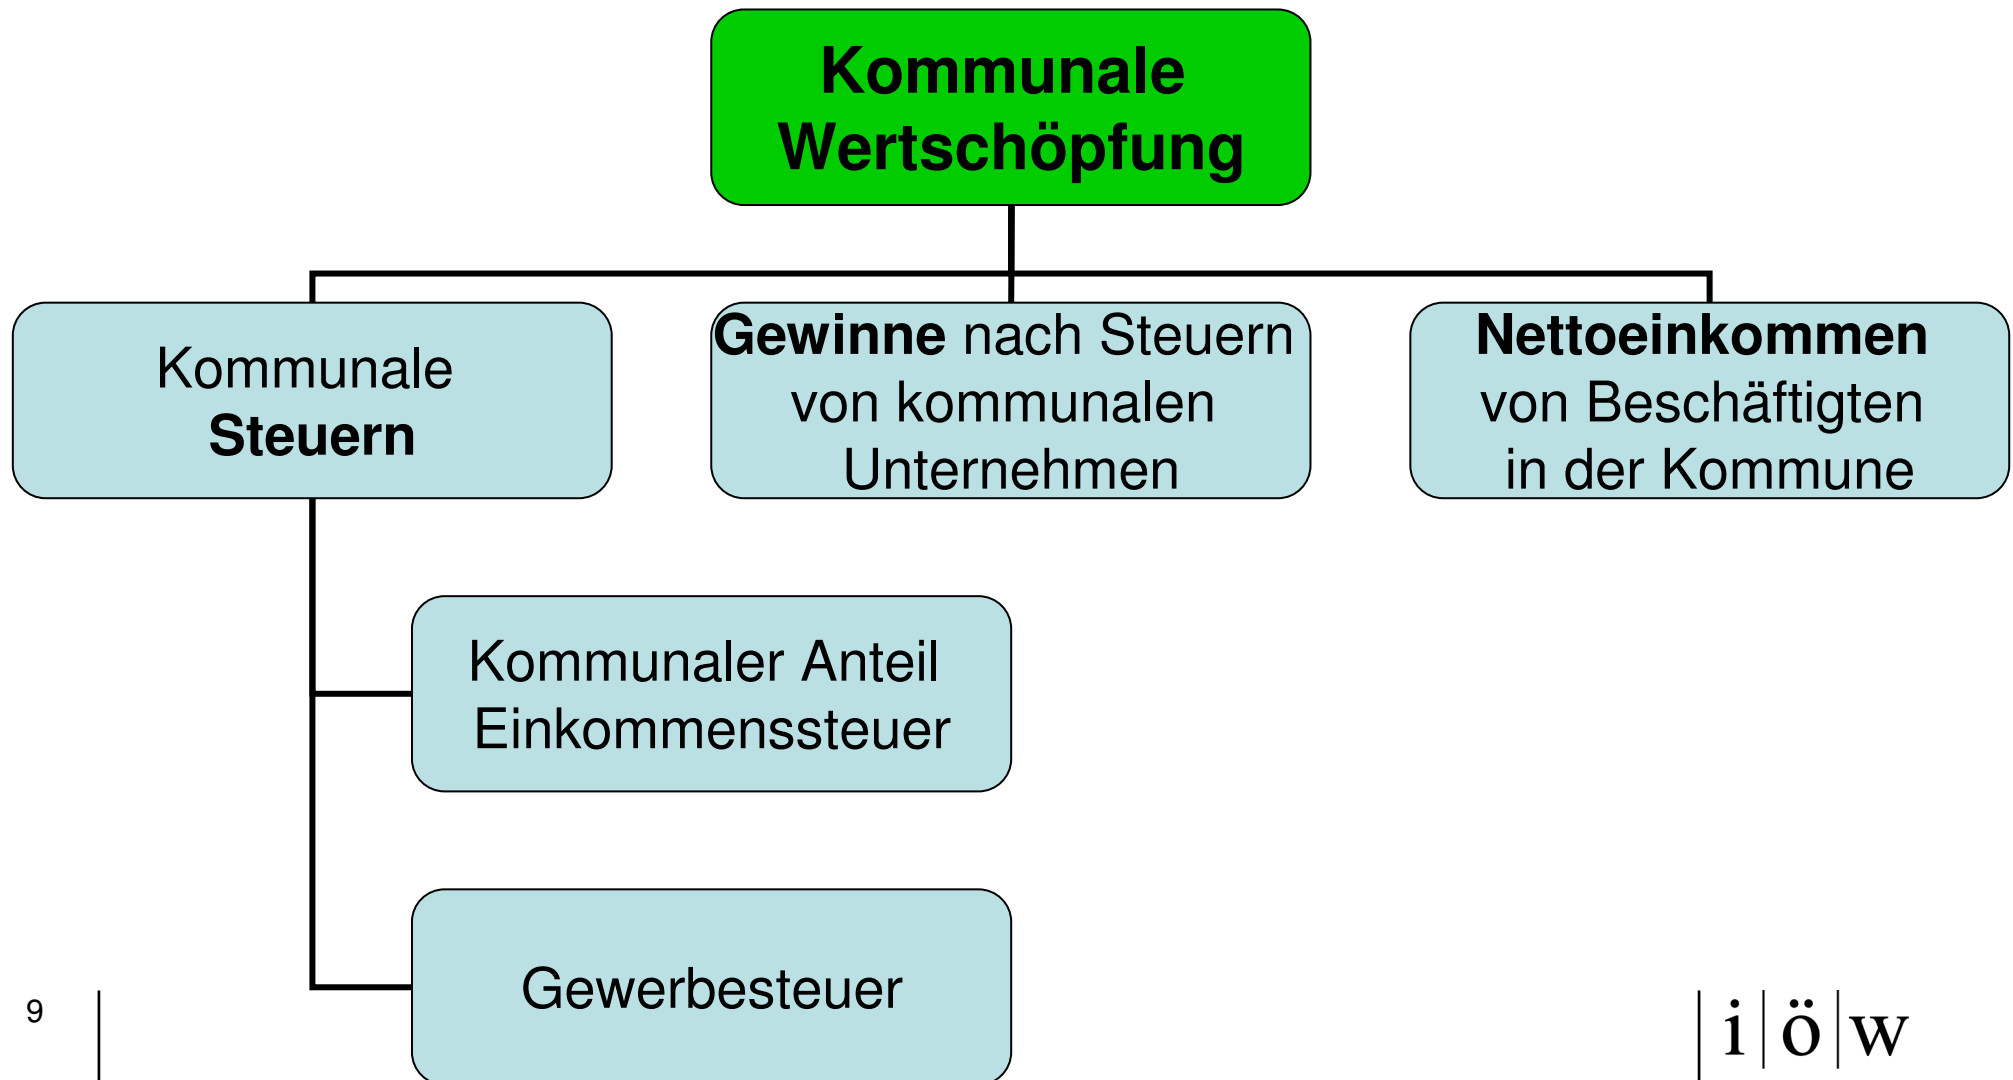 Kommunale
Wertschöpfung
Kommunale
Steuern
Gewinne nach Steuern
von kommunalen
Unternehmen
Nettoeinkommen
von Beschäftigten
in der Kommune
Kommunaler Anteil
Einkommenssteuer
Gewerbesteuer
9
i|ö|w